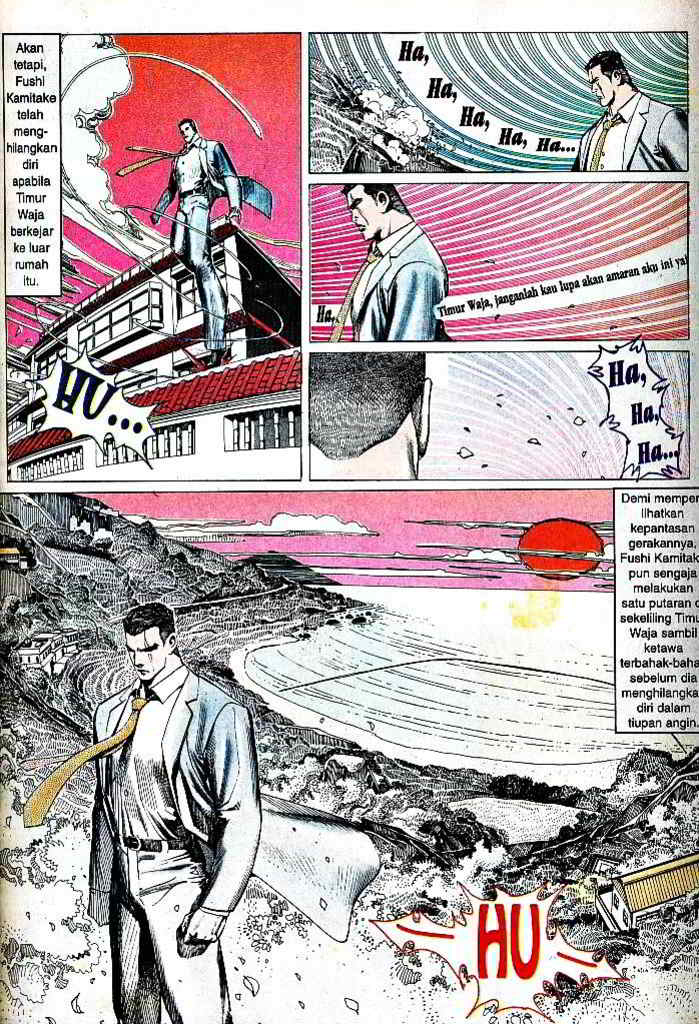 Akan
tetapi,
Fushi
Kamitake
telah
meng-
hilangkan
diri
apabila
Timur
Waja
berkejar
ke luar
rumah
itu.
HU...
Ha,
Ha,
Ha,
Ha,
Ha...
Ha,
Timur Waja, janganlah kau lupa akan amaran aku ini ya
Ha,
Ha,
Ha...
Demi memper
lihatkan
kepantasan
gerakannya,
Fushi Kamitak
pun sengaja
melakukan
satu putaran
sekeliling Timu
Waja sambil
ketawa
terbahak-baha
sebelum dia
menghilangka
diri dalam
tiupan angin.
HU